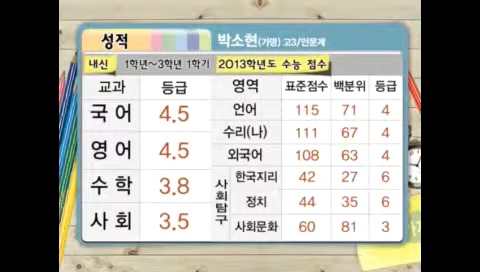 성적 박소현(가명) 고3/인문계
내신 1학년~3학년 1학기 2013학년도 수능 점수
교과 등급 영역 표준점수 백분위 등급
국어 4.5 언어 115 71 4
영어 4.5 수리(나) 111 67 4
수학 3.8 외국어 108 63 4
사회 3.5 사회탐구 한국지리 42 27 6
정치 44 35 6
사회문화 60 81 3